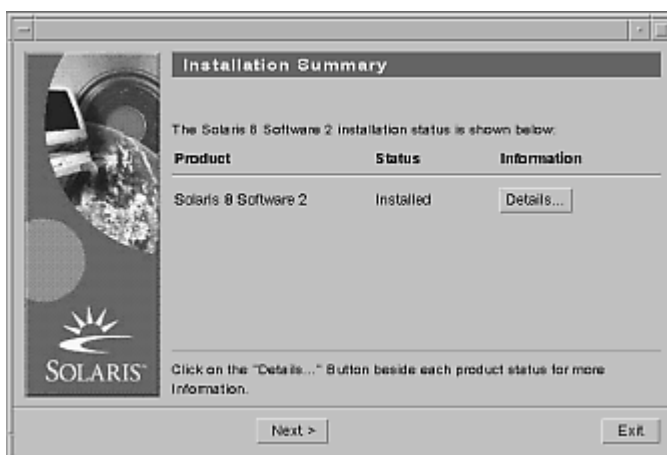 Installation Summary
The Solaris 8 Software 2 installation status is shown below:
Product Status Information
Solaris 8 Software 2 Installed Details...
SOLARIS™
Click on the "Details..." Button beside each product status for more
Information.
Next > Exit